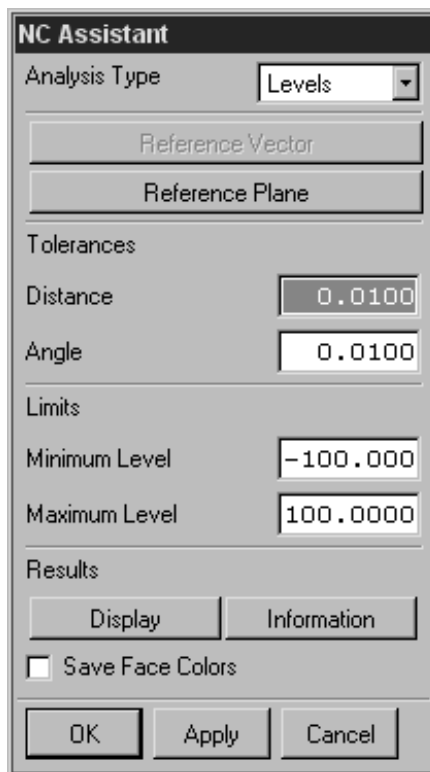 NC Assistant
Analysis Type Levels
Reference Vector
Reference Plane
Tolerances
Distance 0.0100
Angle 0.0100
Limits
Minimum Level -100.000
Maximum Level 100.0000
Results
Display Information
Save Face Colors
OK Apply Cancel